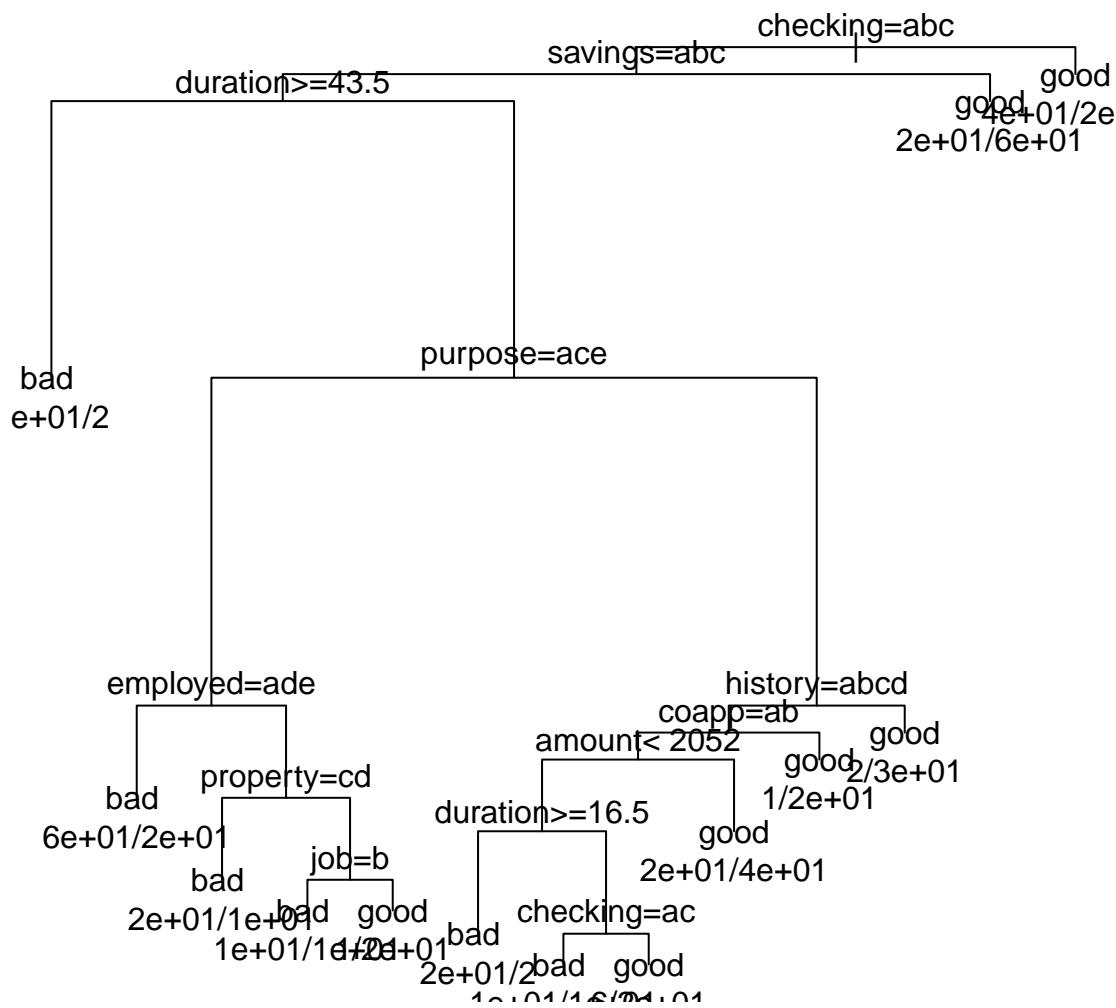 checking=abc
savings=abc
good
duration>=43.5
good
4e+01/2e
2e+01/6e+01
purpose=ace
bad
e+01/2
employed=ade
history=abcd
coapp=ab
good
amount< 2052
good
2/3e+01
property=cd
1/2e+01
bad
duration>=16.5
6e+01/2e+01
good
job=b
2e+01/4e+01
bad
bad
good
checking=ac
2e+01/1e+01
bad
2e+01/2
bad
good